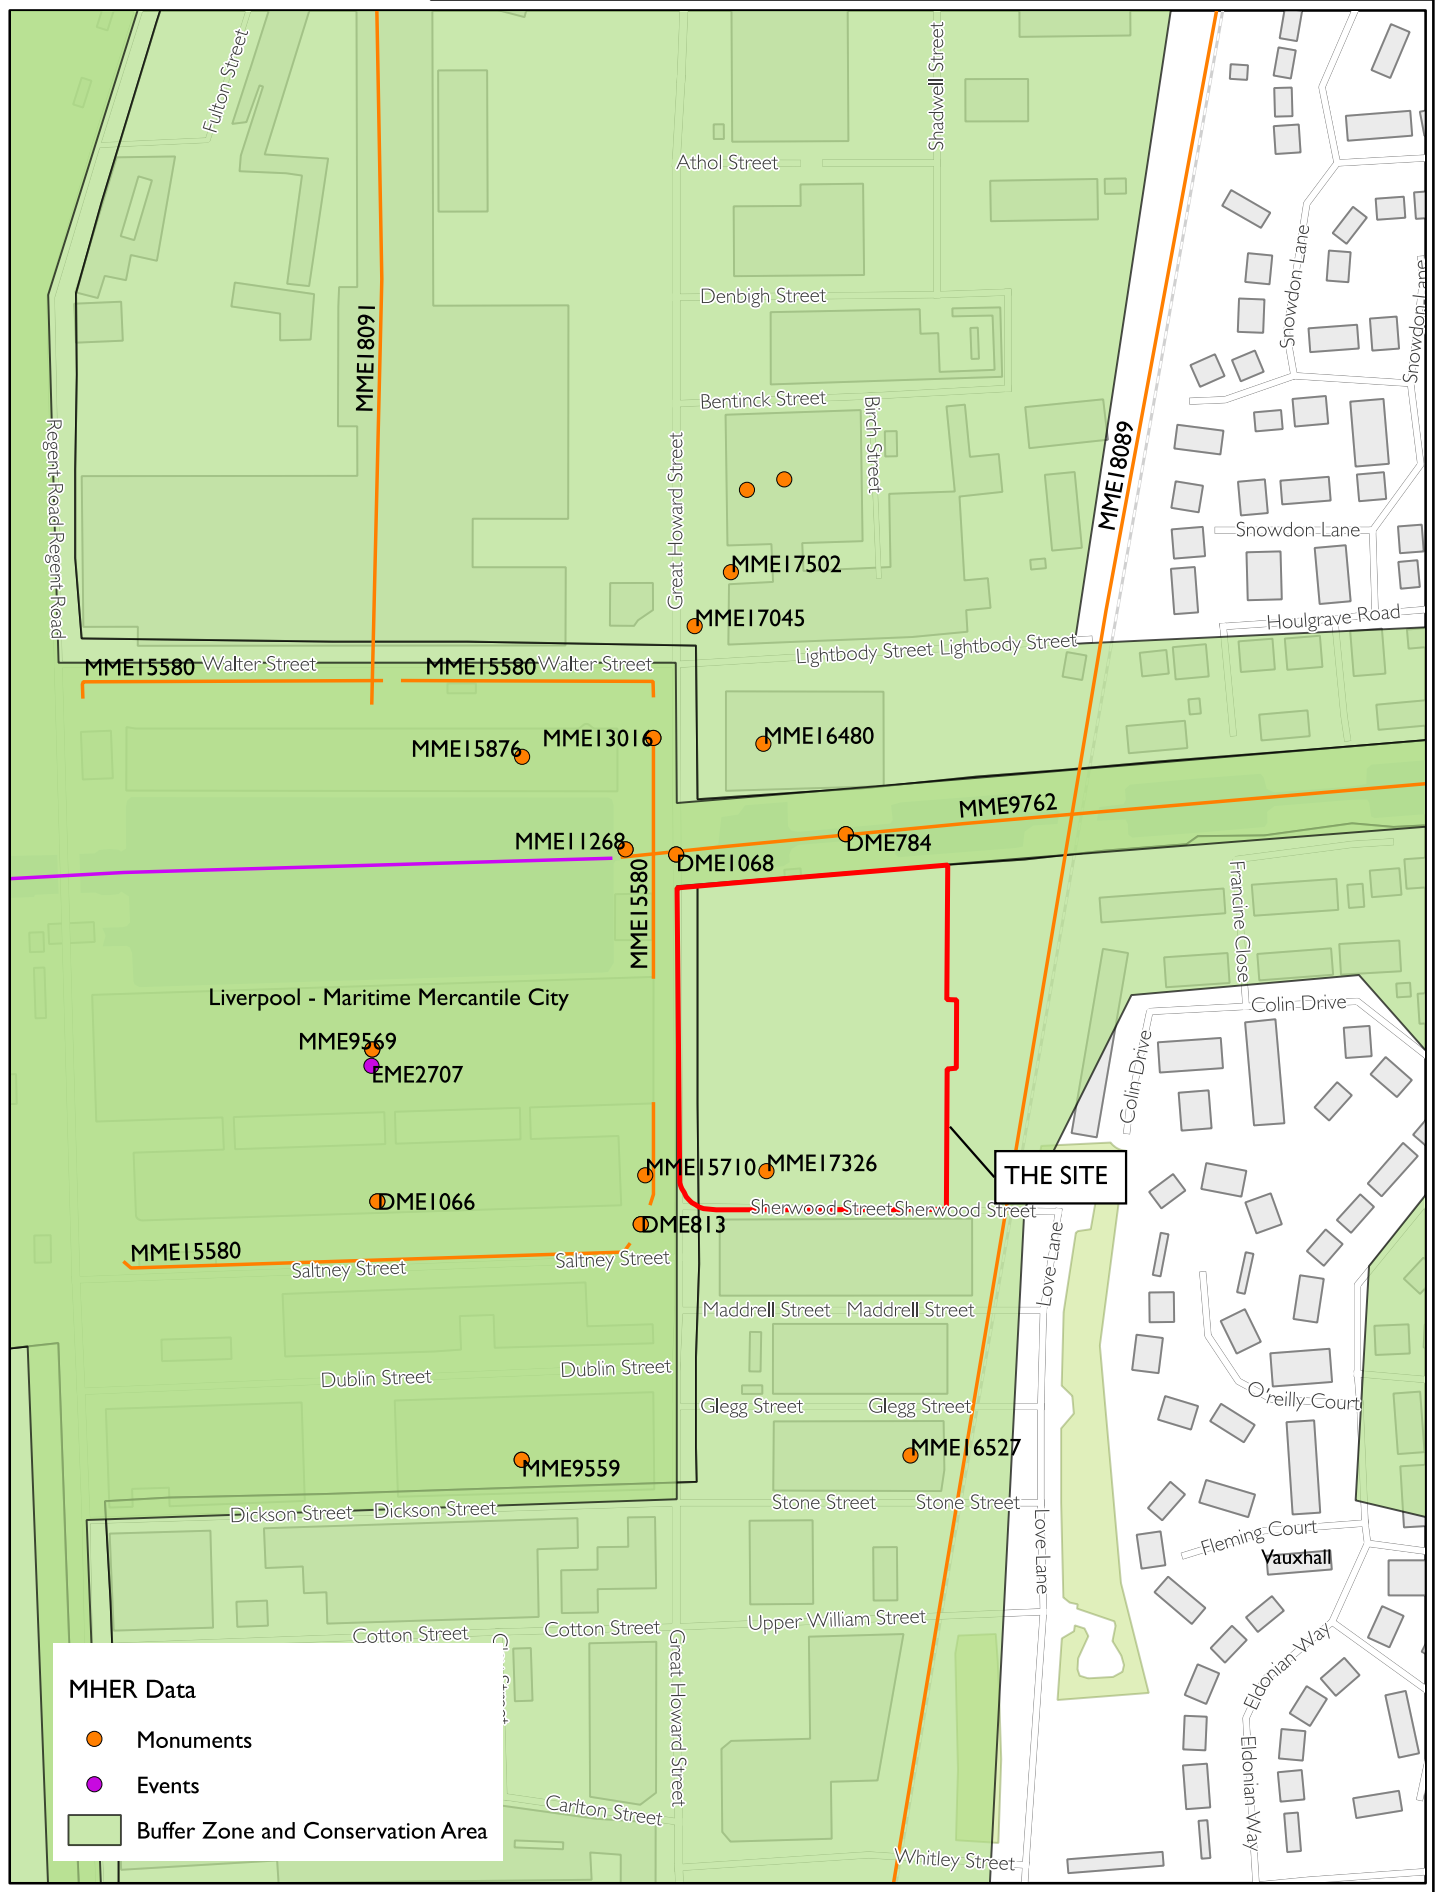 Fulton Street
Shadwell Street
Athol Street
Snowdon Lane
Snowdon Lane
Denbigh Street
MME18091
Bentinck Street
Birch Street
Regent Road Regent Road
Great Howard Street
MME18089
Snowdon Lane
MME17502
MME17045
Houlgrave Road
Lightbody Street Lightbody Street
MME15580 Walter Street
MME15580 Walter Street
MME15876
MME13016
MME16480
MME9762
MME11268
DME784
DME1068
MME15580
Francine Close
Liverpool - Maritime Mercantile City
Colin Drive
Colin Drive
MME9569
EME2707
MME15710
MME17326
THE SITE
DME1066
Sherwood Street Sherwood Street
DME813
MME15580
Saltney Street
Saltney Street
Love Lane
Maddrell Street Maddrell Street
Dublin Street
Dublin Street
Glegg Street
Glegg Street
O'reilly Court
MME16527
MME9559
Dickson Street Dickson Street
Stone Street
Stone Street
Love Lane
Fleming Court
Vauxhall
Cotton Street
Cotton Street
Upper William Street
Great Howard Street
Eldonian Way
Eldonian Way
Carlton Street
Whitley Street
MHER Data
Monuments
Events
Buffer Zone and Conservation Area